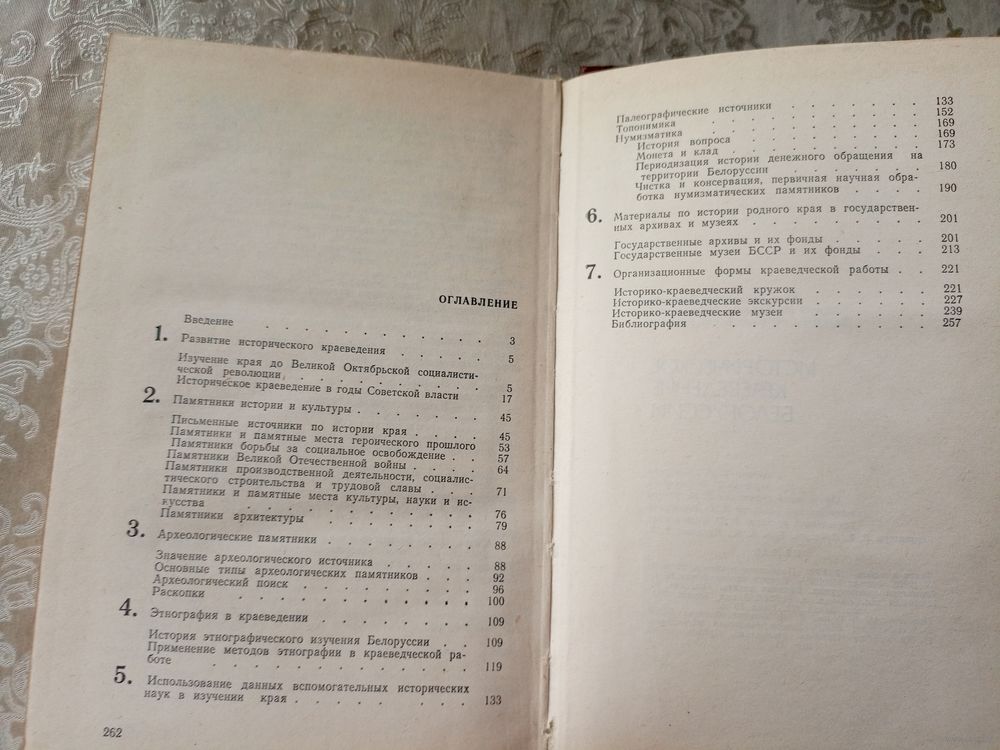 ОГЛАВЛЕНИЕ
Введение . . . . . . . . . . 3
1. Развитие исторического краеведения . . . . . 5
Изучение края до Великой Октябрьской социалисти-
ческой революции . . . . . . . . . 5
Историческое краеведение в годы Советской власти 17
2. Памятники истории и культуры . . . . . . 45
Письменные источники по истории края . . . . 45
Памятники и памятные места героического прошлого 53
Памятники борьбы за социальное освобождение . . 57
Памятники Великой Отечественной войны . . . . 64
Памятники производственной деятельности, социалис-
тического строительства и трудовой славы . . . 71
Памятники и памятные места культуры, науки и ис-
кусства . . . . . . . . . . 76
Памятники архитектуры . . . . . . . 79
3. Археологические памятники . . . . . . . 88
Значение археологического источника . . . . . 88
Основные типы археологических памятников . . . 92
Археологический поиск . . . . . . . . 96
Раскопки . . . . . . . . . . 100
4. Этнография в краеведении . . . . . . . 109
История этнографического изучения Белоруссии . . 109
Применение методов этнографии в краеведческой ра-
боте . . . . . . . . . . . 119
5. Использование данных вспомогательных исторических
наук в изучении края . . . . . . . . 133
262
Палеографические источники . . . . . . . 133
Топонимика . . . . . . . . . . 152
Нумизматика . . . . . . . . . . 169
История вопроса . . . . . . . . 169
Монета и клад . . . . . . . . . 173
Периодизация истории денежного обращения на
территории Белоруссии . . . . . . . 180
Чистка и консервация, первичная научная обра-
ботка нумизматических памятников . . . . 190
6. Материалы по истории родного края в государствен-
ных архивах и музеях . . . . . . . . 201
Государственные архивы и их фонды . . . . . 201
Государственные музеи БССР и их фонды . . . . 213
7. Организационные формы краеведческой работы . . 221
Историко-краеведческий кружок . . . . . . 221
Историко-краеведческие экскурсии . . . . . . 227
Историко-краеведческие музеи . . . . . . 239
Библиография . . . . . . . . . . 257